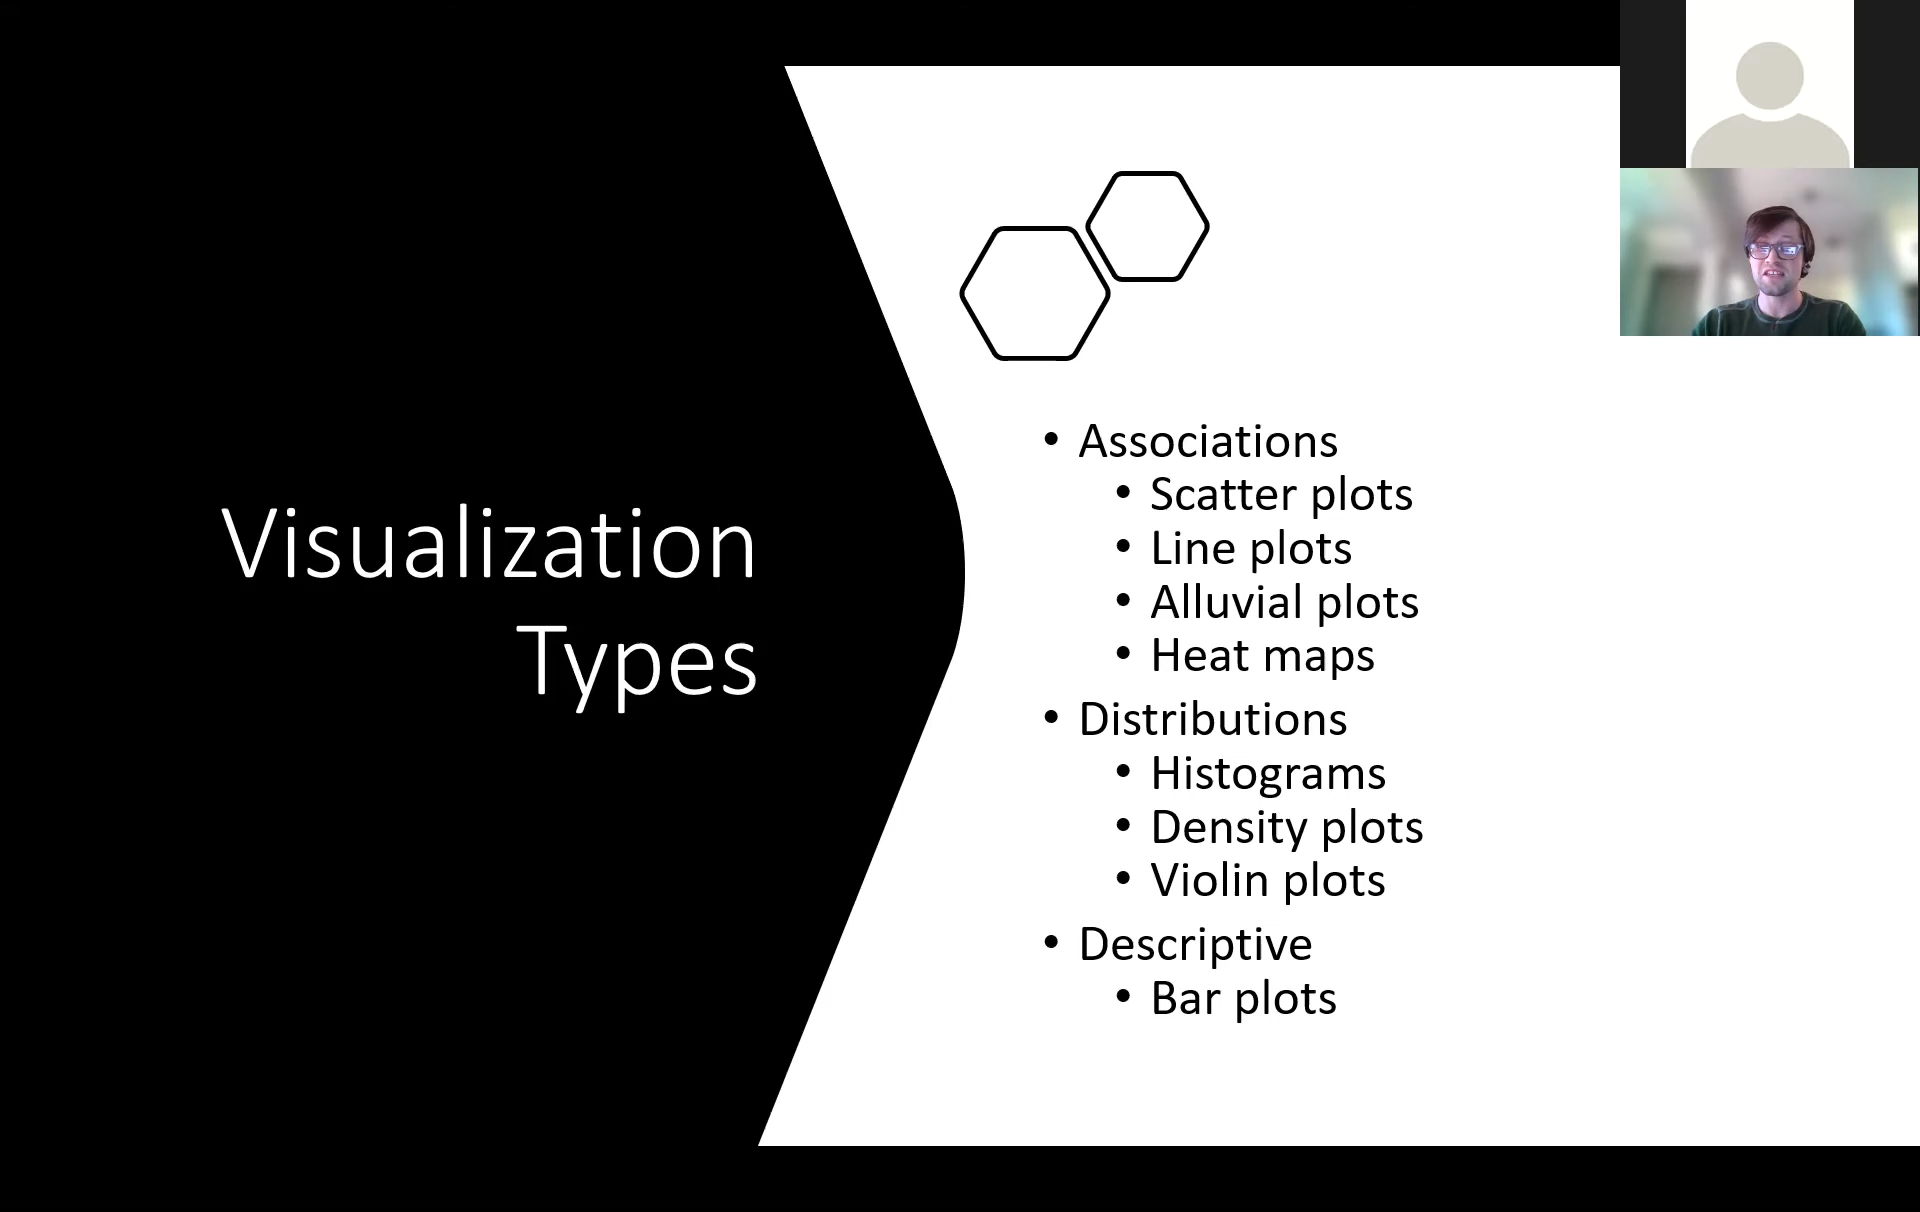 Visualization
Types
• Associations
• Scatter plots
• Line plots
• Alluvial plots
• Heat maps
• Distributions
• Histograms
• Density plots
• Violin plots
• Descriptive
• Bar plots